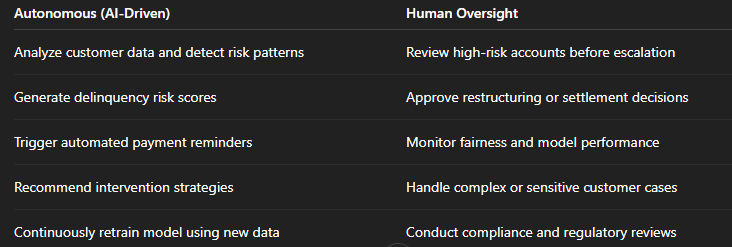 Autonomous (AI-Driven) Human Oversight
Analyze customer data and detect risk patterns Review high-risk accounts before escalation
Generate delinquency risk scores Approve restructuring or settlement decisions
Trigger automated payment reminders Monitor fairness and model performance
Recommend intervention strategies Handle complex or sensitive customer cases
Continuously retrain model using new data Conduct compliance and regulatory reviews